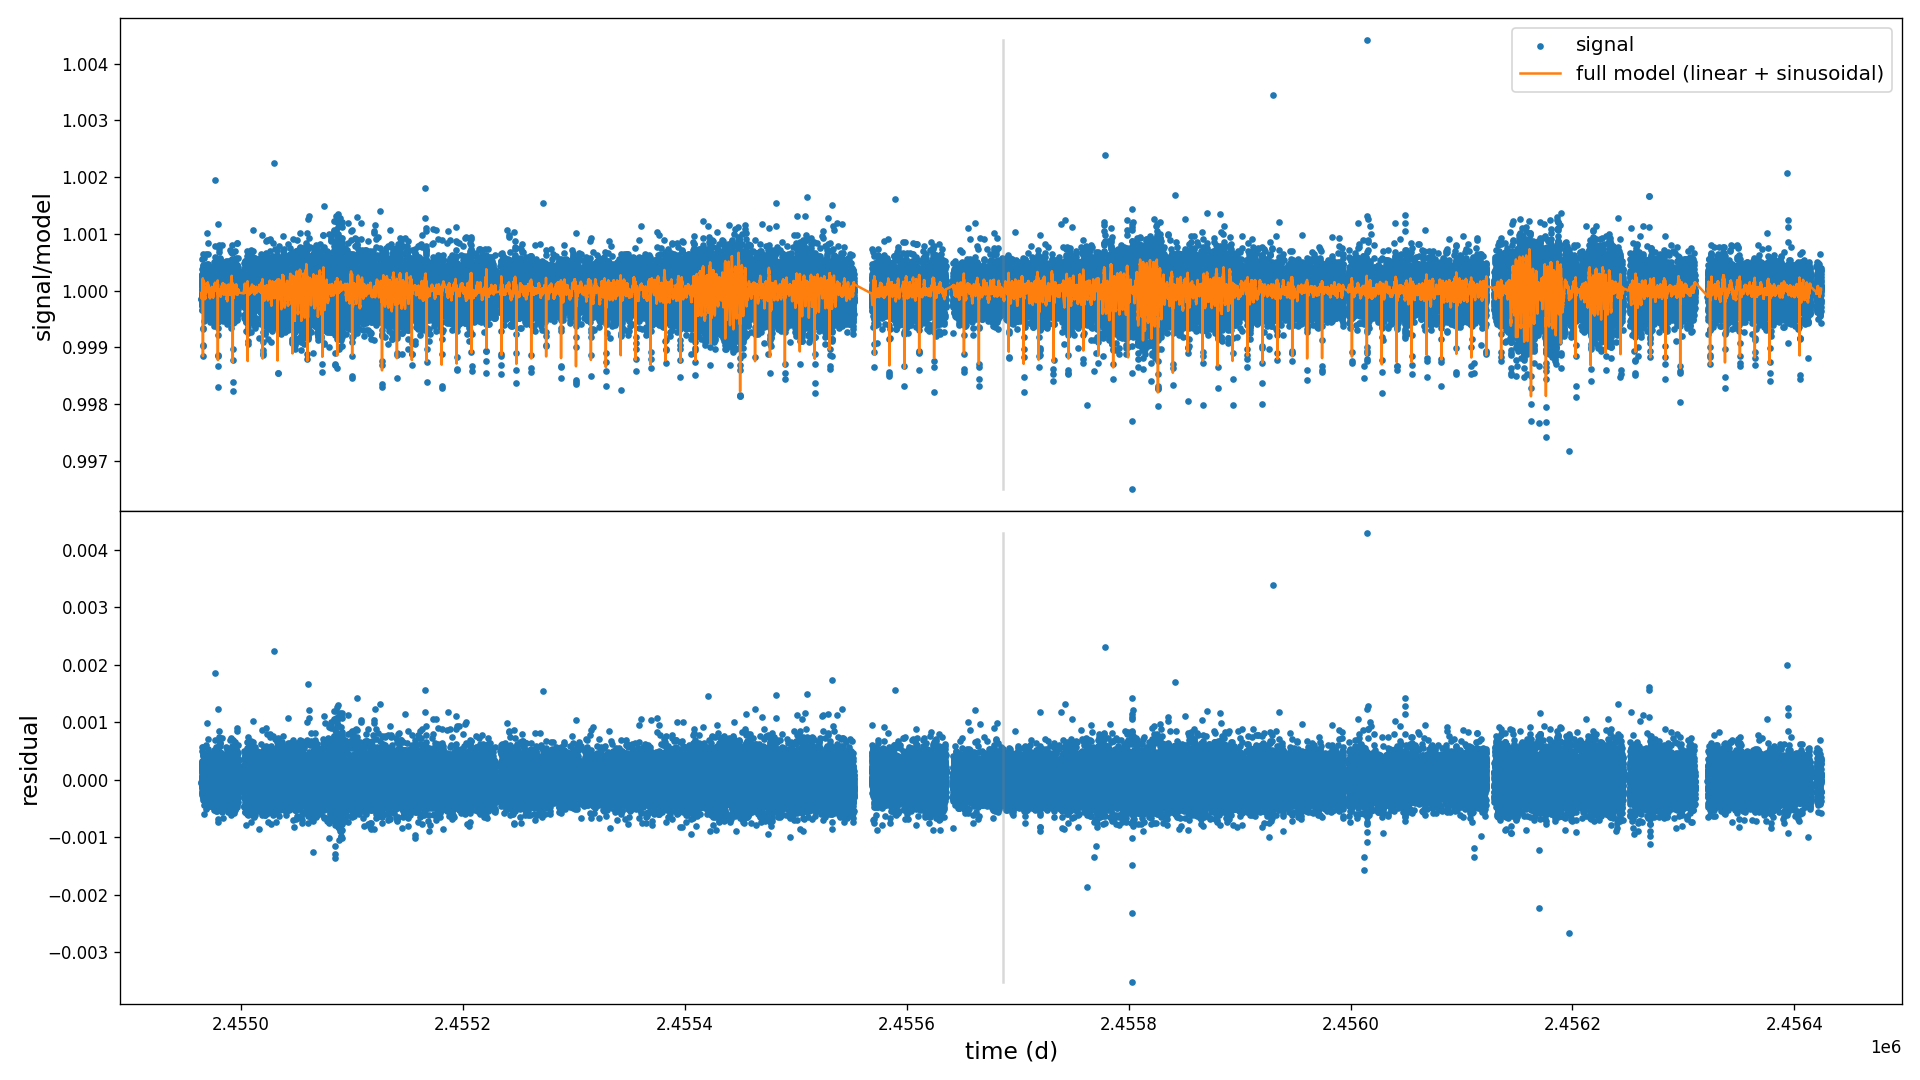 signal
full model (linear + sinusoidal)
1.004
1.003
1.002
1.001
1.000
0.999
0.998
0.997
signal/model
0.004
0.003
0.002
0.001
0.000
−0.001
−0.002
−0.003
residual
2.4550 2.4552 2.4554 2.4556 2.4558 2.4560 2.4562 2.4564
1e6
time (d)